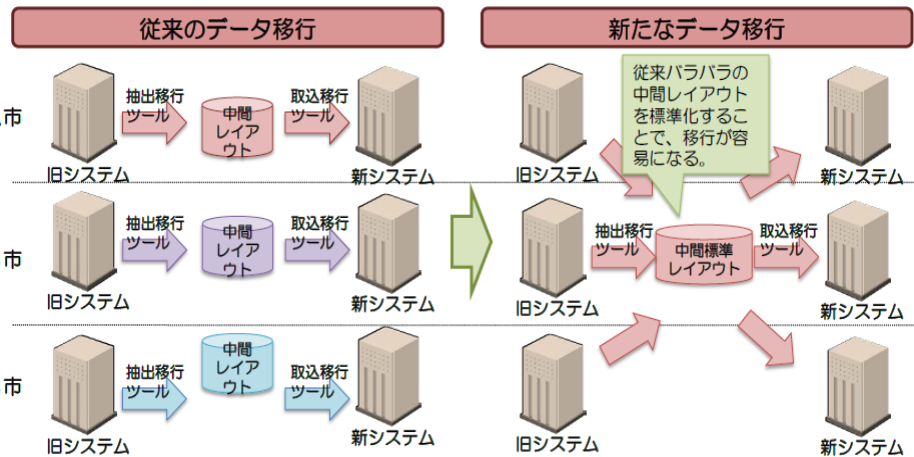 従来のデータ移行
新たなデータ移行
従来バラバラの
中間レイアウト
を標準化するこ
とで、移行が容
易になる。
市
抽出移行
ツール
中間
レイア
ウト
取込移行
ツール
旧システム
新システム
旧システム
新システム
市
抽出移行
ツール
中間
レイア
ウト
取込移行
ツール
旧システム
新システム
抽出移行
ツール
中間標準
レイアウト
取込移行
ツール
旧システム
新システム
市
抽出移行
ツール
中間
レイア
ウト
取込移行
ツール
旧システム
新システム
旧システム
新システム